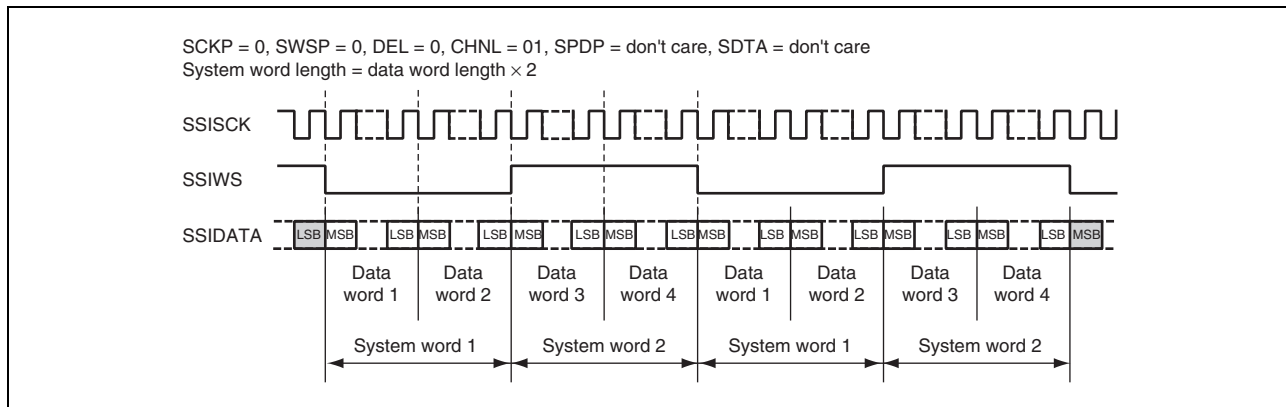 SCKP = 0, SWSP = 0, DEL = 0, CHNL = 01, SPDP = don't care, SDTA = don't care
System word length = data word length × 2
SSISCK
SSIWS
SSIDATA
LSB MSB LSB MSB LSB MSB LSB MSB LSB MSB LSB MSB LSB MSB LSB MSB LSB MSB
Data word 1 Data word 2 Data word 3 Data word 4 Data word 1 Data word 2 Data word 3 Data word 4
System word 1 System word 2 System word 1 System word 2